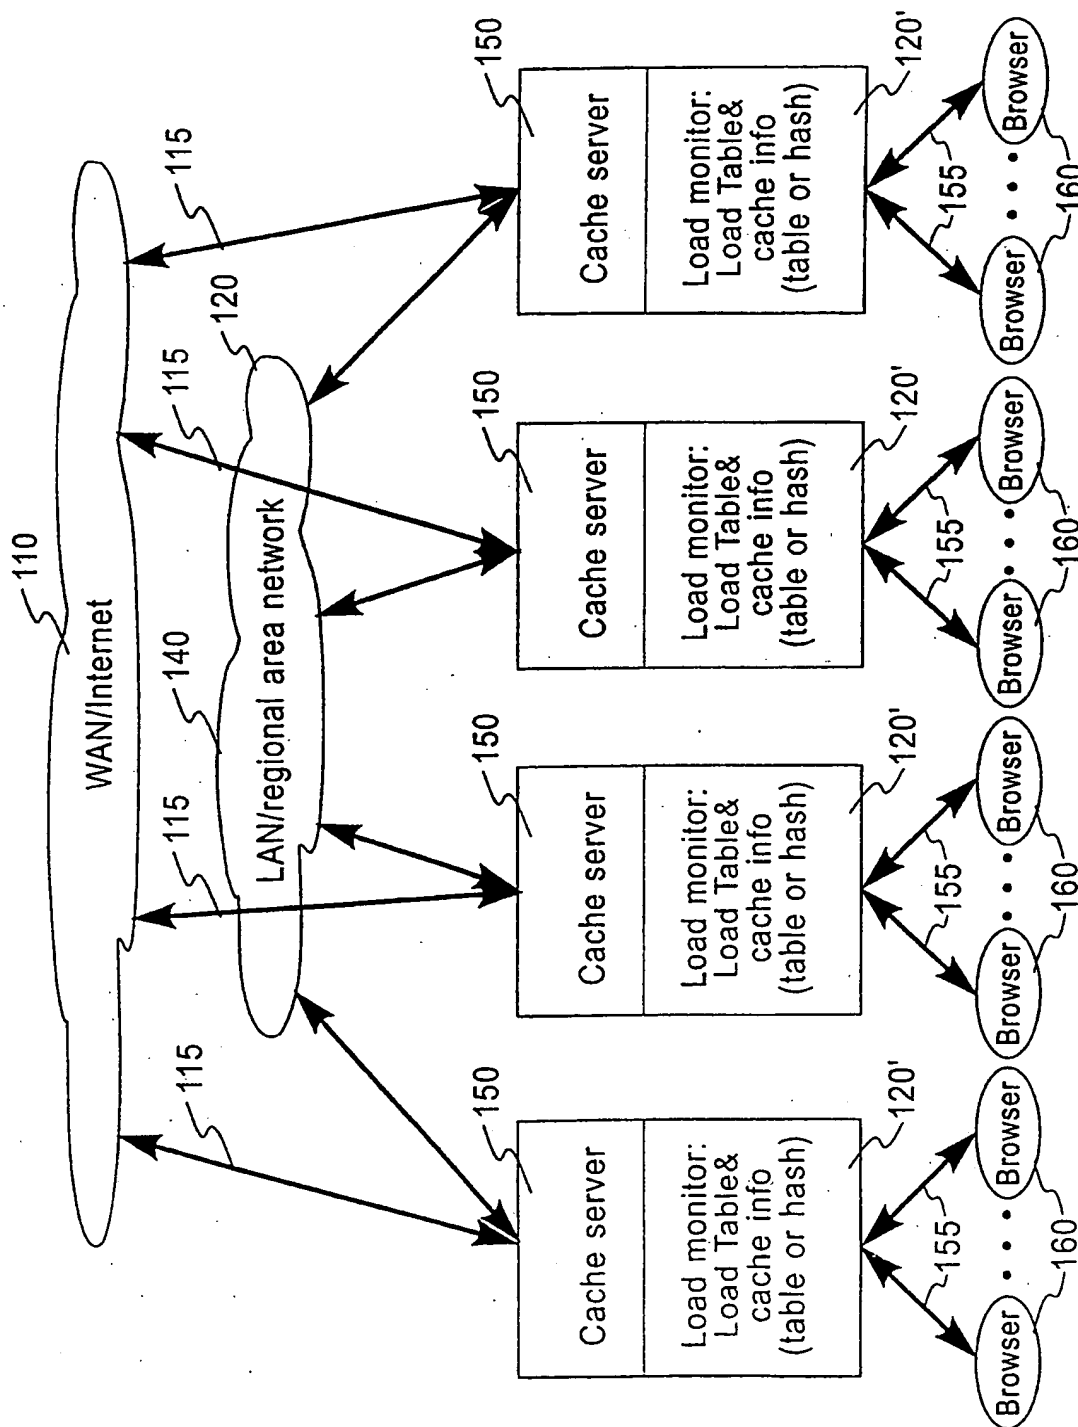 110
WAN/Internet
115
115
115
115
140
120
LAN/regional area network
150
150
150
150
Cache server
Load monitor:
Load Table&
cache info
(table or hash)
120'
Cache server
Load monitor:
Load Table&
cache info
(table or hash)
120'
Cache server
Load monitor:
Load Table&
cache info
(table or hash)
120'
Cache server
Load monitor:
Load Table&
cache info
(table or hash)
120'
155
155
155
155
Browser
Browser
Browser
Browser
Browser
Browser
Browser
Browser
160
160
160
160